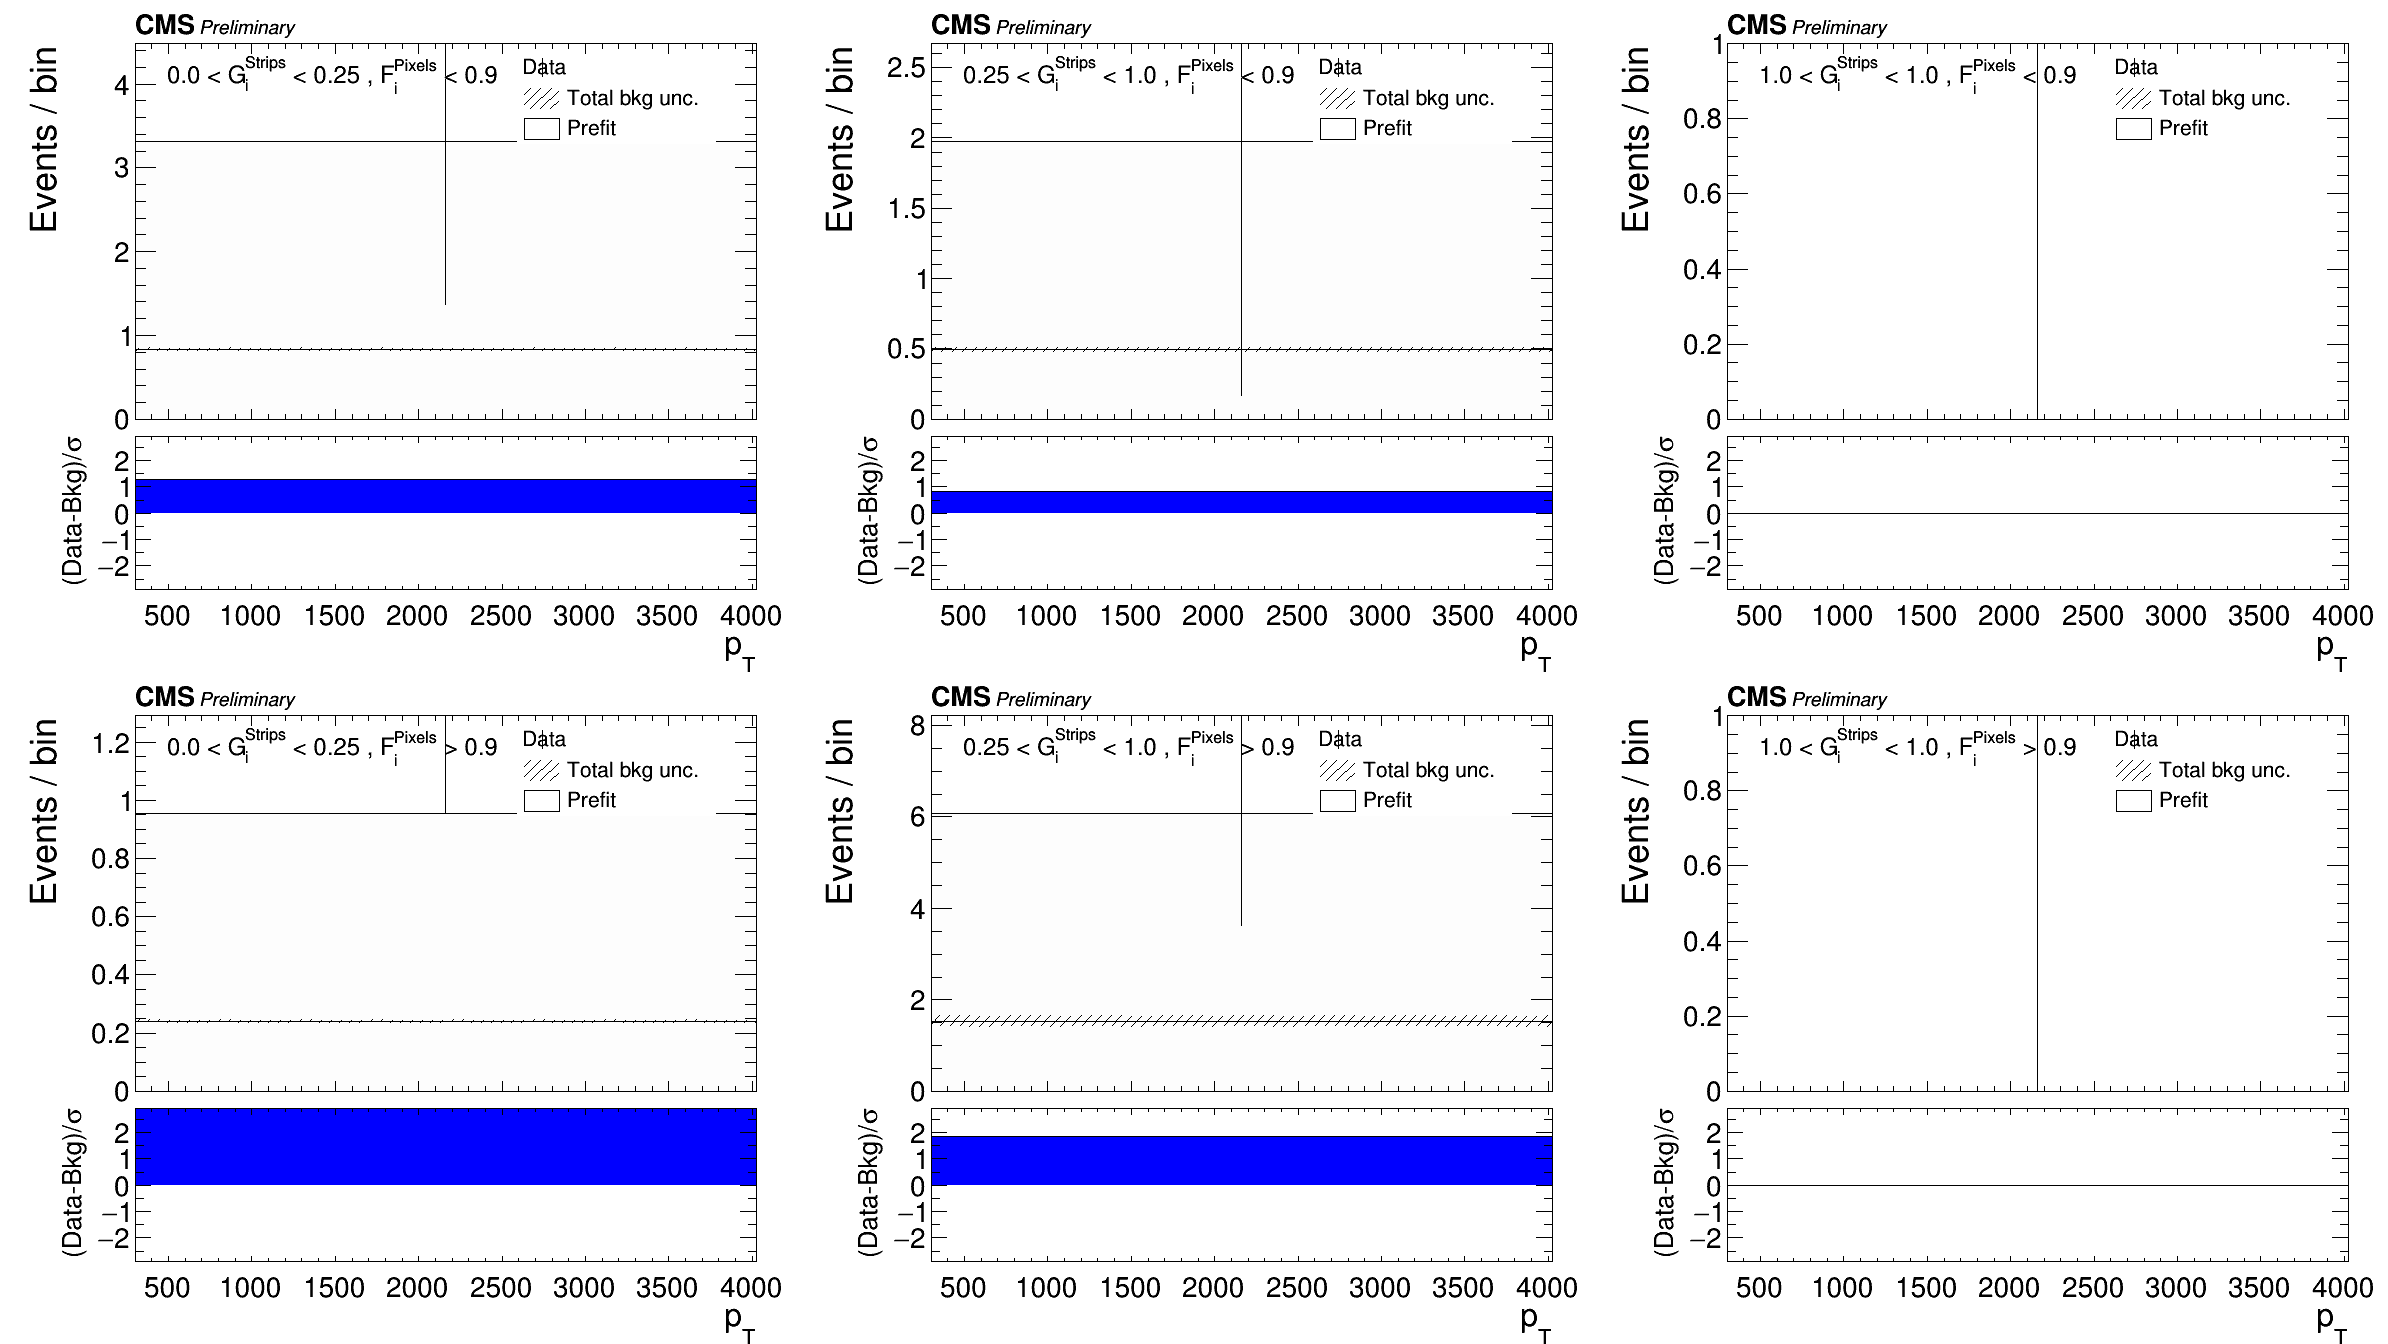 CMS Preliminary
Events / bin
0.0 < G_i^Strips < 0.25 , F_i^Pixels < 0.9
Data
Total bkg unc.
Prefit
4
3
2
1
0
(Data-Bkg)/σ
2
1
0
−1
−2
500 1000 1500 2000 2500 3000 3500 4000
p_T
CMS Preliminary
Events / bin
0.25 < G_i^Strips < 1.0 , F_i^Pixels < 0.9
Data
Total bkg unc.
Prefit
2.5
2
1.5
1
0.5
0
(Data-Bkg)/σ
2
1
0
−1
−2
500 1000 1500 2000 2500 3000 3500 4000
p_T
CMS Preliminary
Events / bin
1.0 < G_i^Strips < 1.0 , F_i^Pixels < 0.9
Data
Total bkg unc.
Prefit
1
0.8
0.6
0.4
0.2
0
(Data-Bkg)/σ
2
1
0
−1
−2
500 1000 1500 2000 2500 3000 3500 4000
p_T
CMS Preliminary
Events / bin
0.0 < G_i^Strips < 0.25 , F_i^Pixels > 0.9
Data
Total bkg unc.
Prefit
1.2
1
0.8
0.6
0.4
0.2
0
(Data-Bkg)/σ
2
1
0
−1
−2
500 1000 1500 2000 2500 3000 3500 4000
p_T
CMS Preliminary
Events / bin
0.25 < G_i^Strips < 1.0 , F_i^Pixels > 0.9
Data
Total bkg unc.
Prefit
8
6
4
2
0
(Data-Bkg)/σ
2
1
0
−1
−2
500 1000 1500 2000 2500 3000 3500 4000
p_T
CMS Preliminary
Events / bin
1.0 < G_i^Strips < 1.0 , F_i^Pixels > 0.9
Data
Total bkg unc.
Prefit
1
0.8
0.6
0.4
0.2
0
(Data-Bkg)/σ
2
1
0
−1
−2
500 1000 1500 2000 2500 3000 3500 4000
p_T